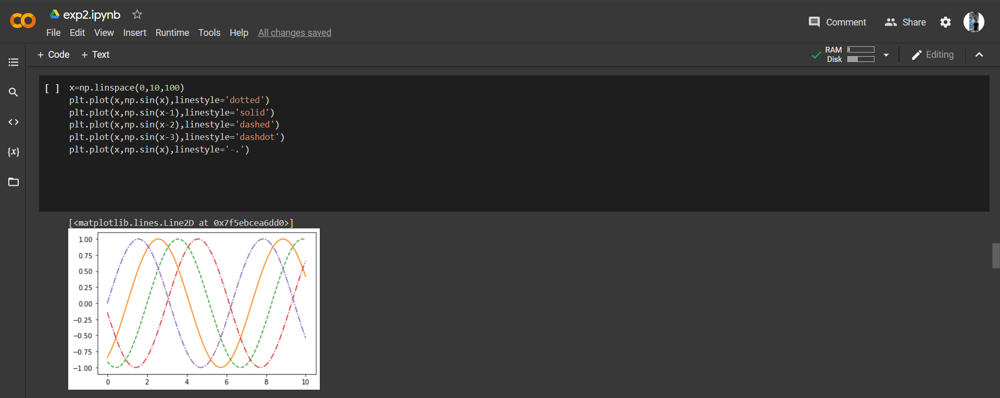 exp2.ipynb
File Edit View Insert Runtime Tools Help All changes saved
Comment Share
+ Code + Text
RAM
Disk
Editing
{x}
[ ] x=np.linspace(0,10,100)
plt.plot(x,np.sin(x),linestyle='dotted')
plt.plot(x,np.sin(x-1),linestyle='solid')
plt.plot(x,np.sin(x-2),linestyle='dashed')
plt.plot(x,np.sin(x-3),linestyle='dashdot')
plt.plot(x,np.sin(x),linestyle='-.')
[<matplotlib.lines.Line2D at 0x7f5ebcea6dd0>]
1.00
0.75
0.50
0.25
0.00
−0.25
−0.50
−0.75
−1.00
0 2 4 6 8 10